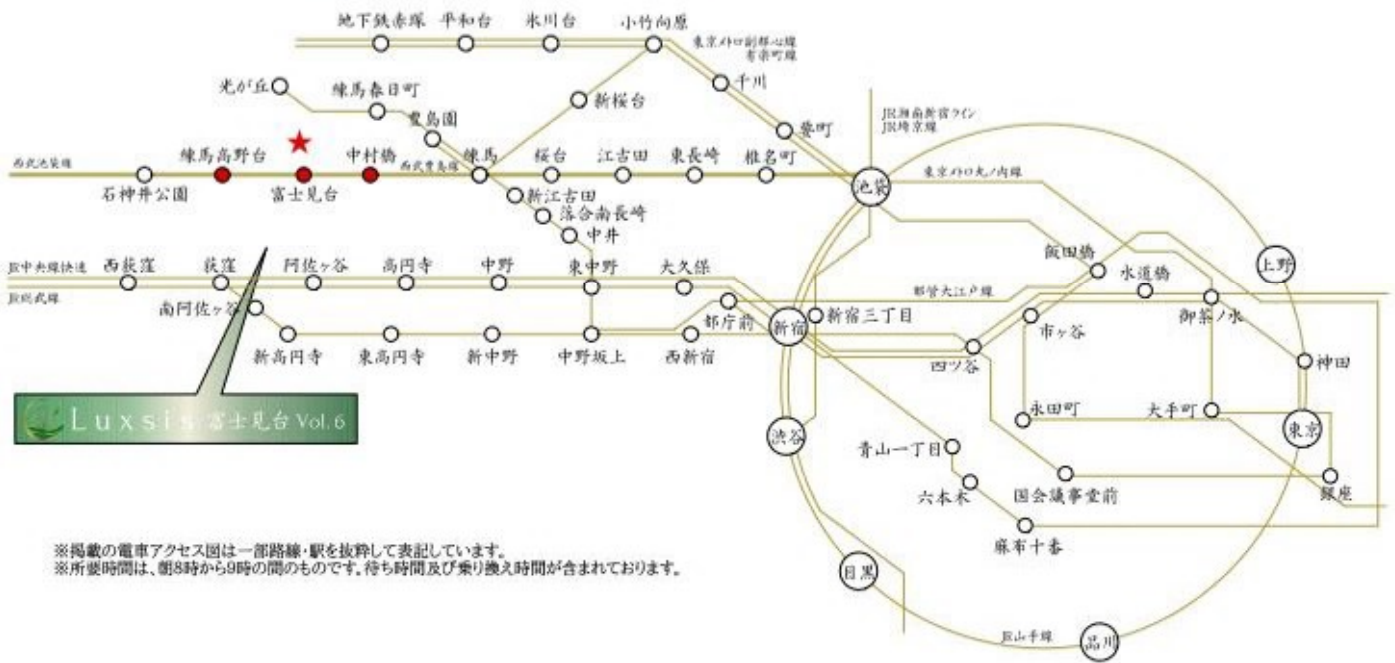 地下鉄赤塚
平和台
氷川台
小竹向原
東京メトロ副都心線
有楽町線
光が丘
練馬春日町
豊島園
新桜台
千川
要町
JR湘南新宿ライン
JR埼京線
西武池袋線
石神井公園
練馬高野台
富士見台
中村橋
西武豊島線
練馬
桜台
江古田
東長崎
椎名町
池袋
東京メトロ丸ノ内線
新江古田
落合南長崎
中井
飯田橋
水道橋
上野
JR中央線快速
JR総武線
西荻窪
荻窪
阿佐ヶ谷
高円寺
中野
東中野
大久保
都営大江戸線
南阿佐ヶ谷
新高円寺
東高円寺
新中野
中野坂上
西新宿
都庁前
新宿
新宿三丁目
四ツ谷
市ヶ谷
御茶ノ水
神田
Luxsis 富士見台 Vol.6
渋谷
永田町
大手町
東京
青山一丁目
六本木
国会議事堂前
銀座
麻布十番
目黒
JR山手線
品川
※掲載の電車アクセス図は一部路線・駅を抜粋して表記しています。
※所要時間は、朝8時から9時の間のものです。待ち時間及び乗り換え時間が含まれております。